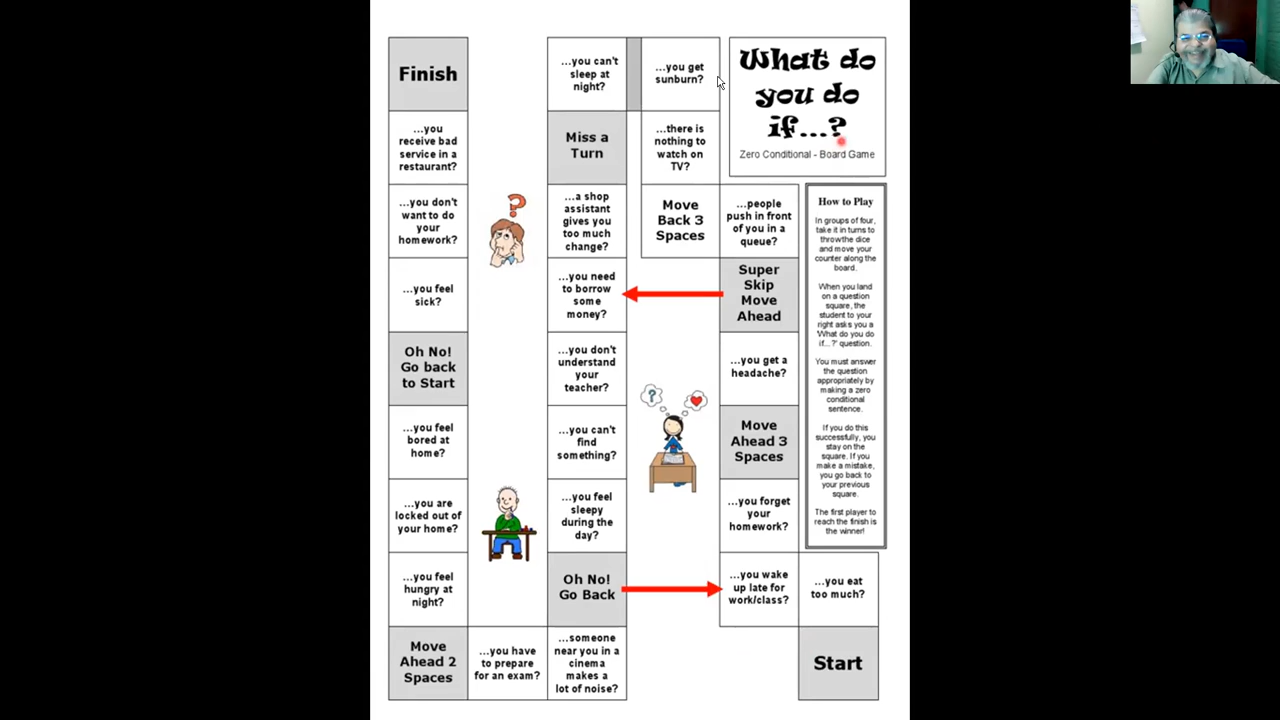 What do
you do
if...?
Zero Conditional - Board Game
Finish
...you can't
sleep at
night?
...you get
sunburn?
...you
receive bad
service in a
restaurant?
Miss a
Turn
...there is
nothing to
watch on
TV?
...you don't
want to do
your
homework?
?
...a shop
assistant
gives you
too much
change?
Move
Back 3
Spaces
...people
push in front
of you in a
queue?
...you feel
sick?
...you need
to borrow
some
money?
Super
Skip
Move
Ahead
Oh No!
Go back
to Start
...you don't
understand
your
teacher?
...you get a
headache?
...you feel
bored at
home?
...you can't
find
something?
?
Move
Ahead 3
Spaces
...you are
locked out of
your home?
...you feel
sleepy
during the
day?
...you forget
your
homework?
...you feel
hungry at
night?
Oh No!
Go Back
...you wake
up late for
work/class?
...you eat
too much?
Move
Ahead 2
Spaces
...you have
to prepare
for an exam?
...someone
near you in a
cinema
makes a
lot of noise?
Start
How to Play
In groups of four,
take it in turns to
throw the dice
and move your
counter along the
board.
When you land
on a question
square, the
student to your
right asks you a
'What do you do
if...?' question.
You must answer
the question
appropriately by
making a zero
conditional
sentence.
If you do this
successfully, you
stay on the
square. If you
make a mistake,
you go back to
your previous
square.
The first player to
reach the finish is
the winner!